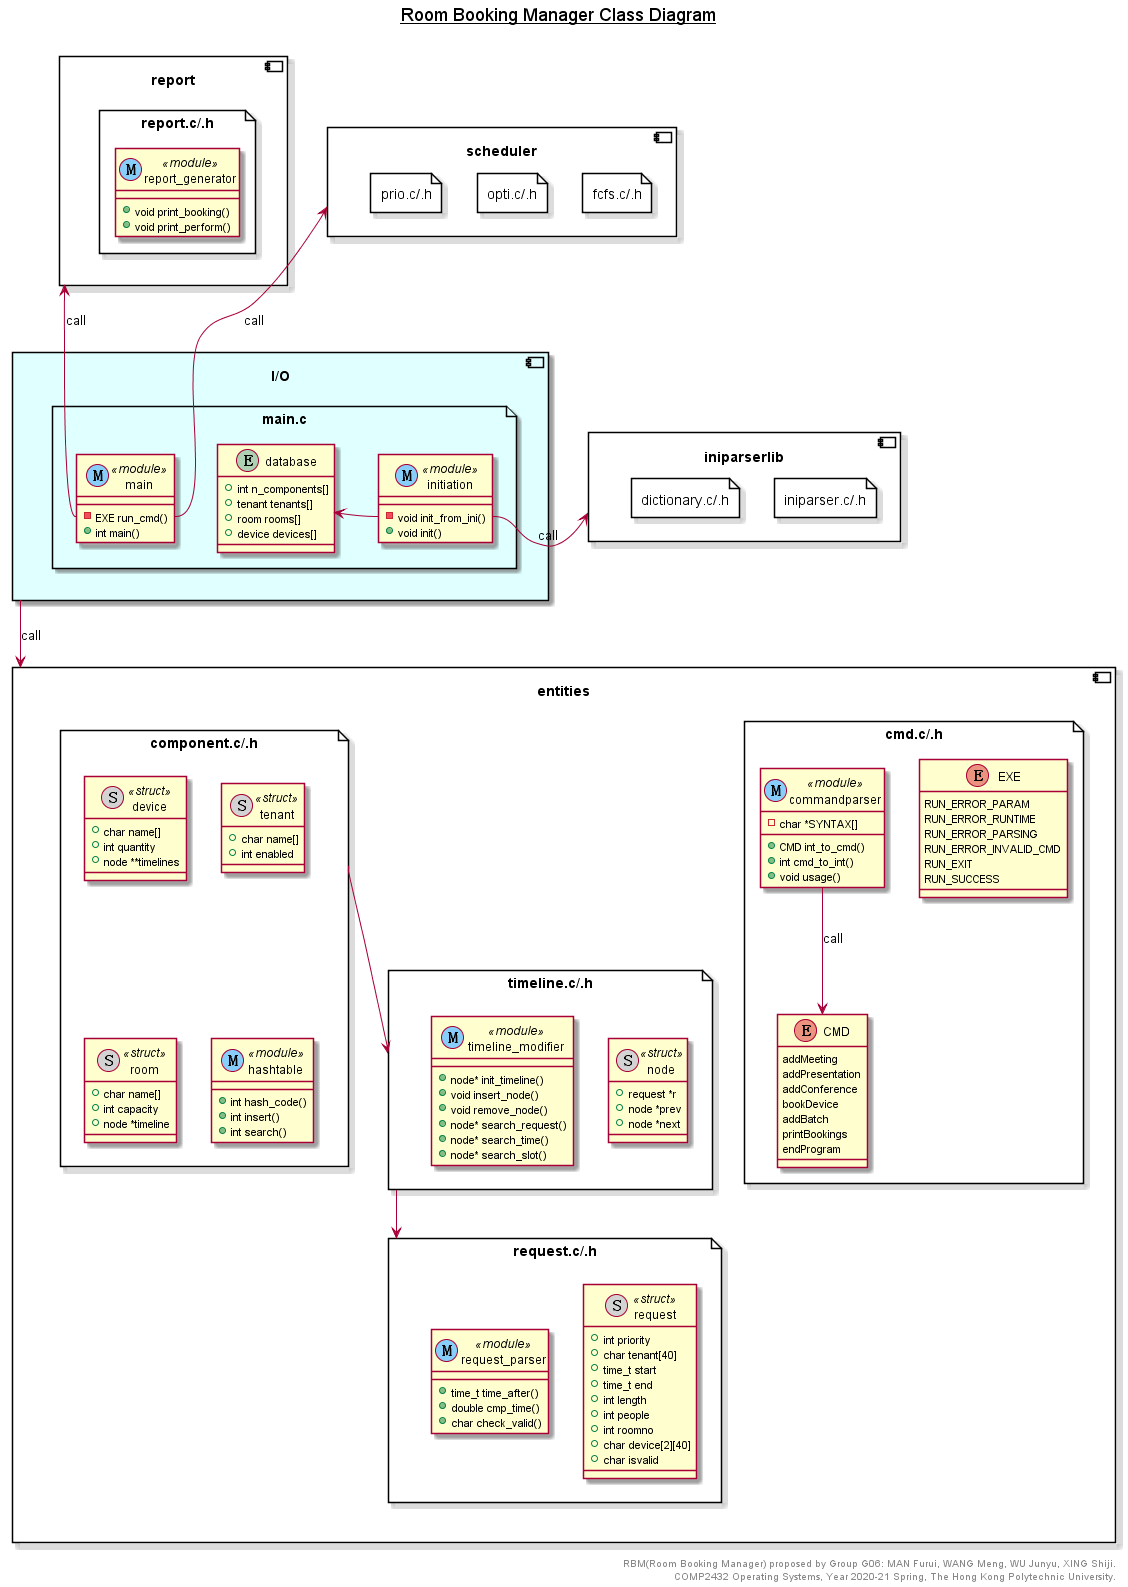 Room Booking Manager Class Diagram
report
report.c/.h
M
«module»
report_generator
void print_booking()
void print_perform()
scheduler
prio.c/.h
opti.c/.h
fcfs.c/.h
call
call
I/O
main.c
M
«module»
main
EXE run_cmd()
int main()
E
database
int n_components[]
tenant tenants[]
room rooms[]
device devices[]
M
«module»
initiation
void init_from_ini()
void init()
call
iniparserlib
dictionary.c/.h
iniparser.c/.h
call
entities
component.c/.h
S
«struct»
device
char name[]
int quantity
node **timelines
S
«struct»
tenant
char name[]
int enabled
S
«struct»
room
char name[]
int capacity
node *timeline
M
«module»
hashtable
int hash_code()
int insert()
int search()
cmd.c/.h
M
«module»
commandparser
char *SYNTAX[]
CMD int_to_cmd()
int cmd_to_int()
void usage()
E
EXE
RUN_ERROR_PARAM
RUN_ERROR_RUNTIME
RUN_ERROR_PARSING
RUN_ERROR_INVALID_CMD
RUN_EXIT
RUN_SUCCESS
call
E
CMD
addMeeting
addPresentation
addConference
bookDevice
addBatch
printBookings
endProgram
timeline.c/.h
M
«module»
timeline_modifier
node* init_timeline()
void insert_node()
void remove_node()
node* search_request()
node* search_time()
node* search_slot()
S
«struct»
node
request *r
node *prev
node *next
request.c/.h
M
«module»
request_parser
time_t time_after()
double cmp_time()
char check_valid()
S
«struct»
request
int priority
char tenant[40]
time_t start
time_t end
int length
int people
int roomno
char device[2][40]
char isvalid
RBM(Room Booking Manager) proposed by Group G06: MAN Furui, WANG Meng, WU Junyu, XING Shiji.
COMP2432 Operating Systems, Year 2020-21 Spring, The Hong Kong Polytechnic University.